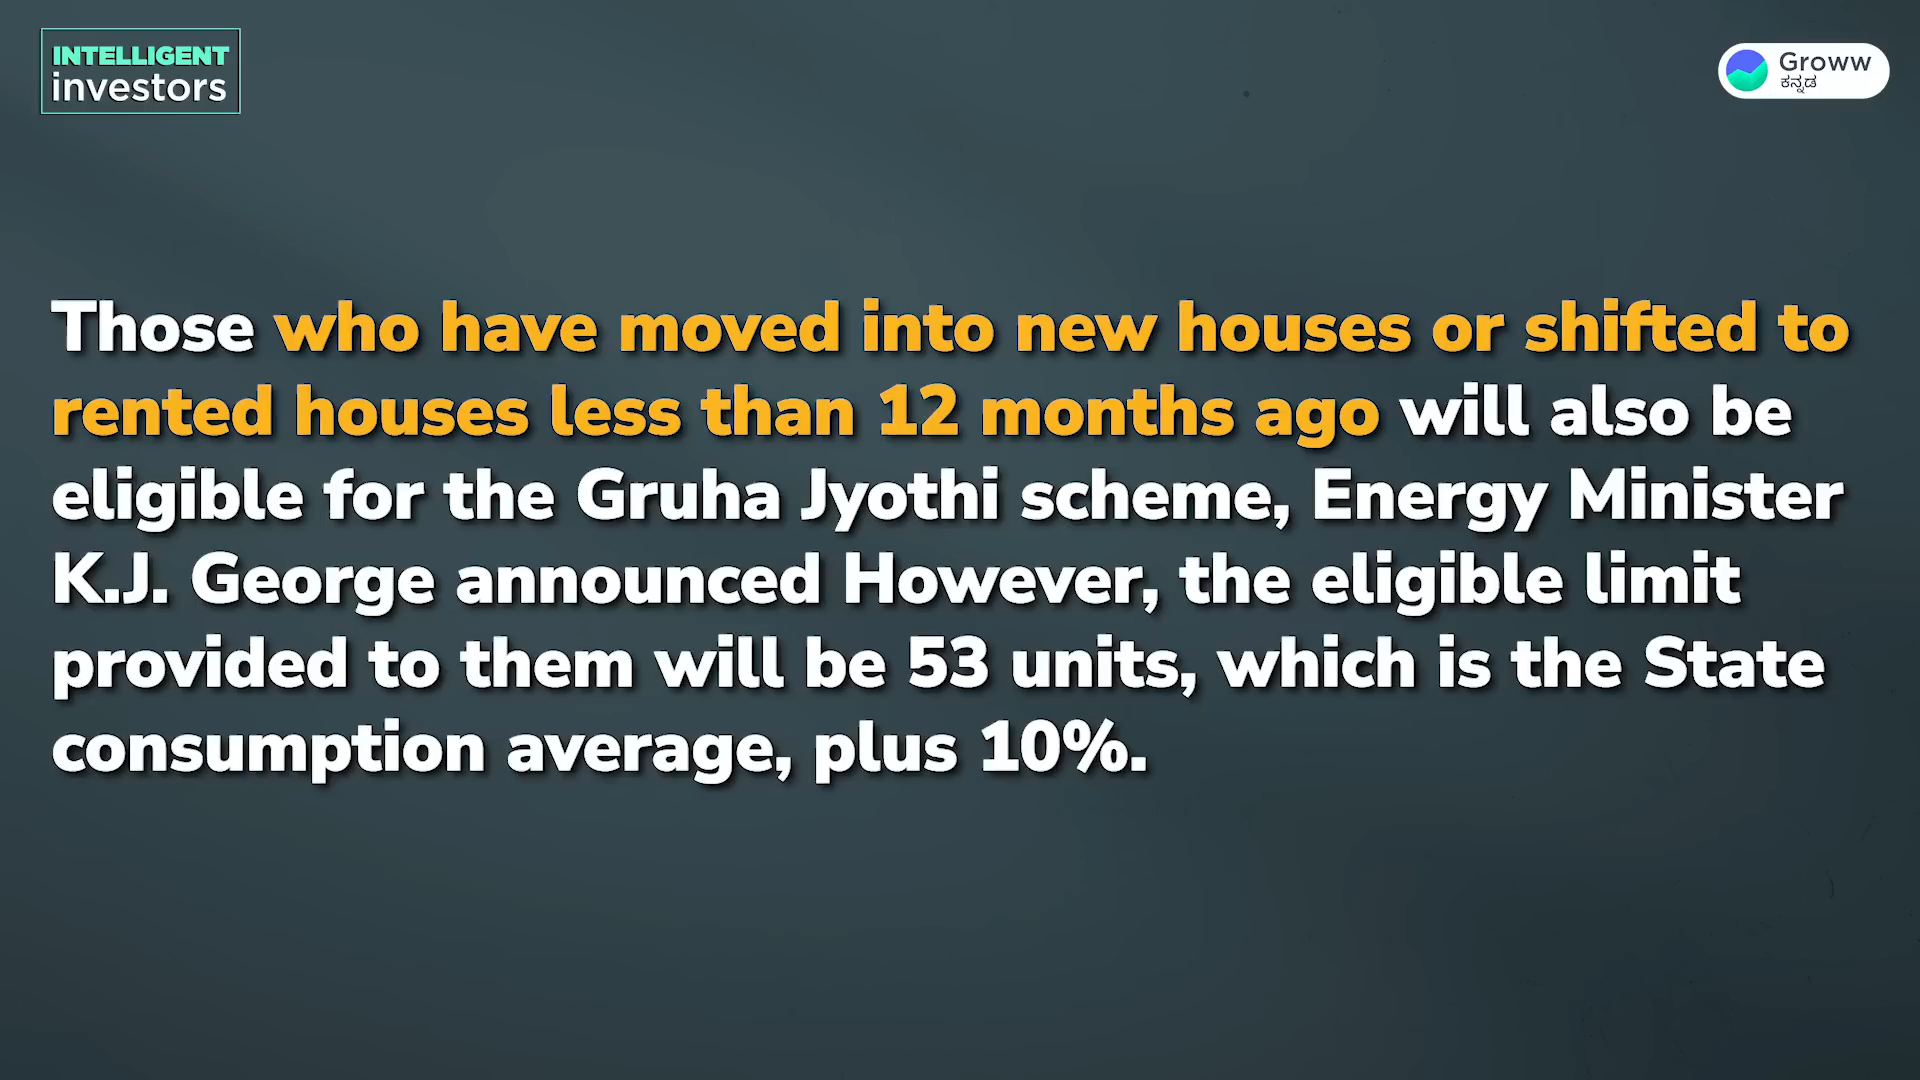 INTELLIGENT
investors
Groww
ಕನ್ನಡ
Those who have moved into new houses or shifted to
rented houses less than 12 months ago will also be
eligible for the Gruha Jyothi scheme, Energy Minister
K.J. George announced However, the eligible limit
provided to them will be 53 units, which is the State
consumption average, plus 10%.